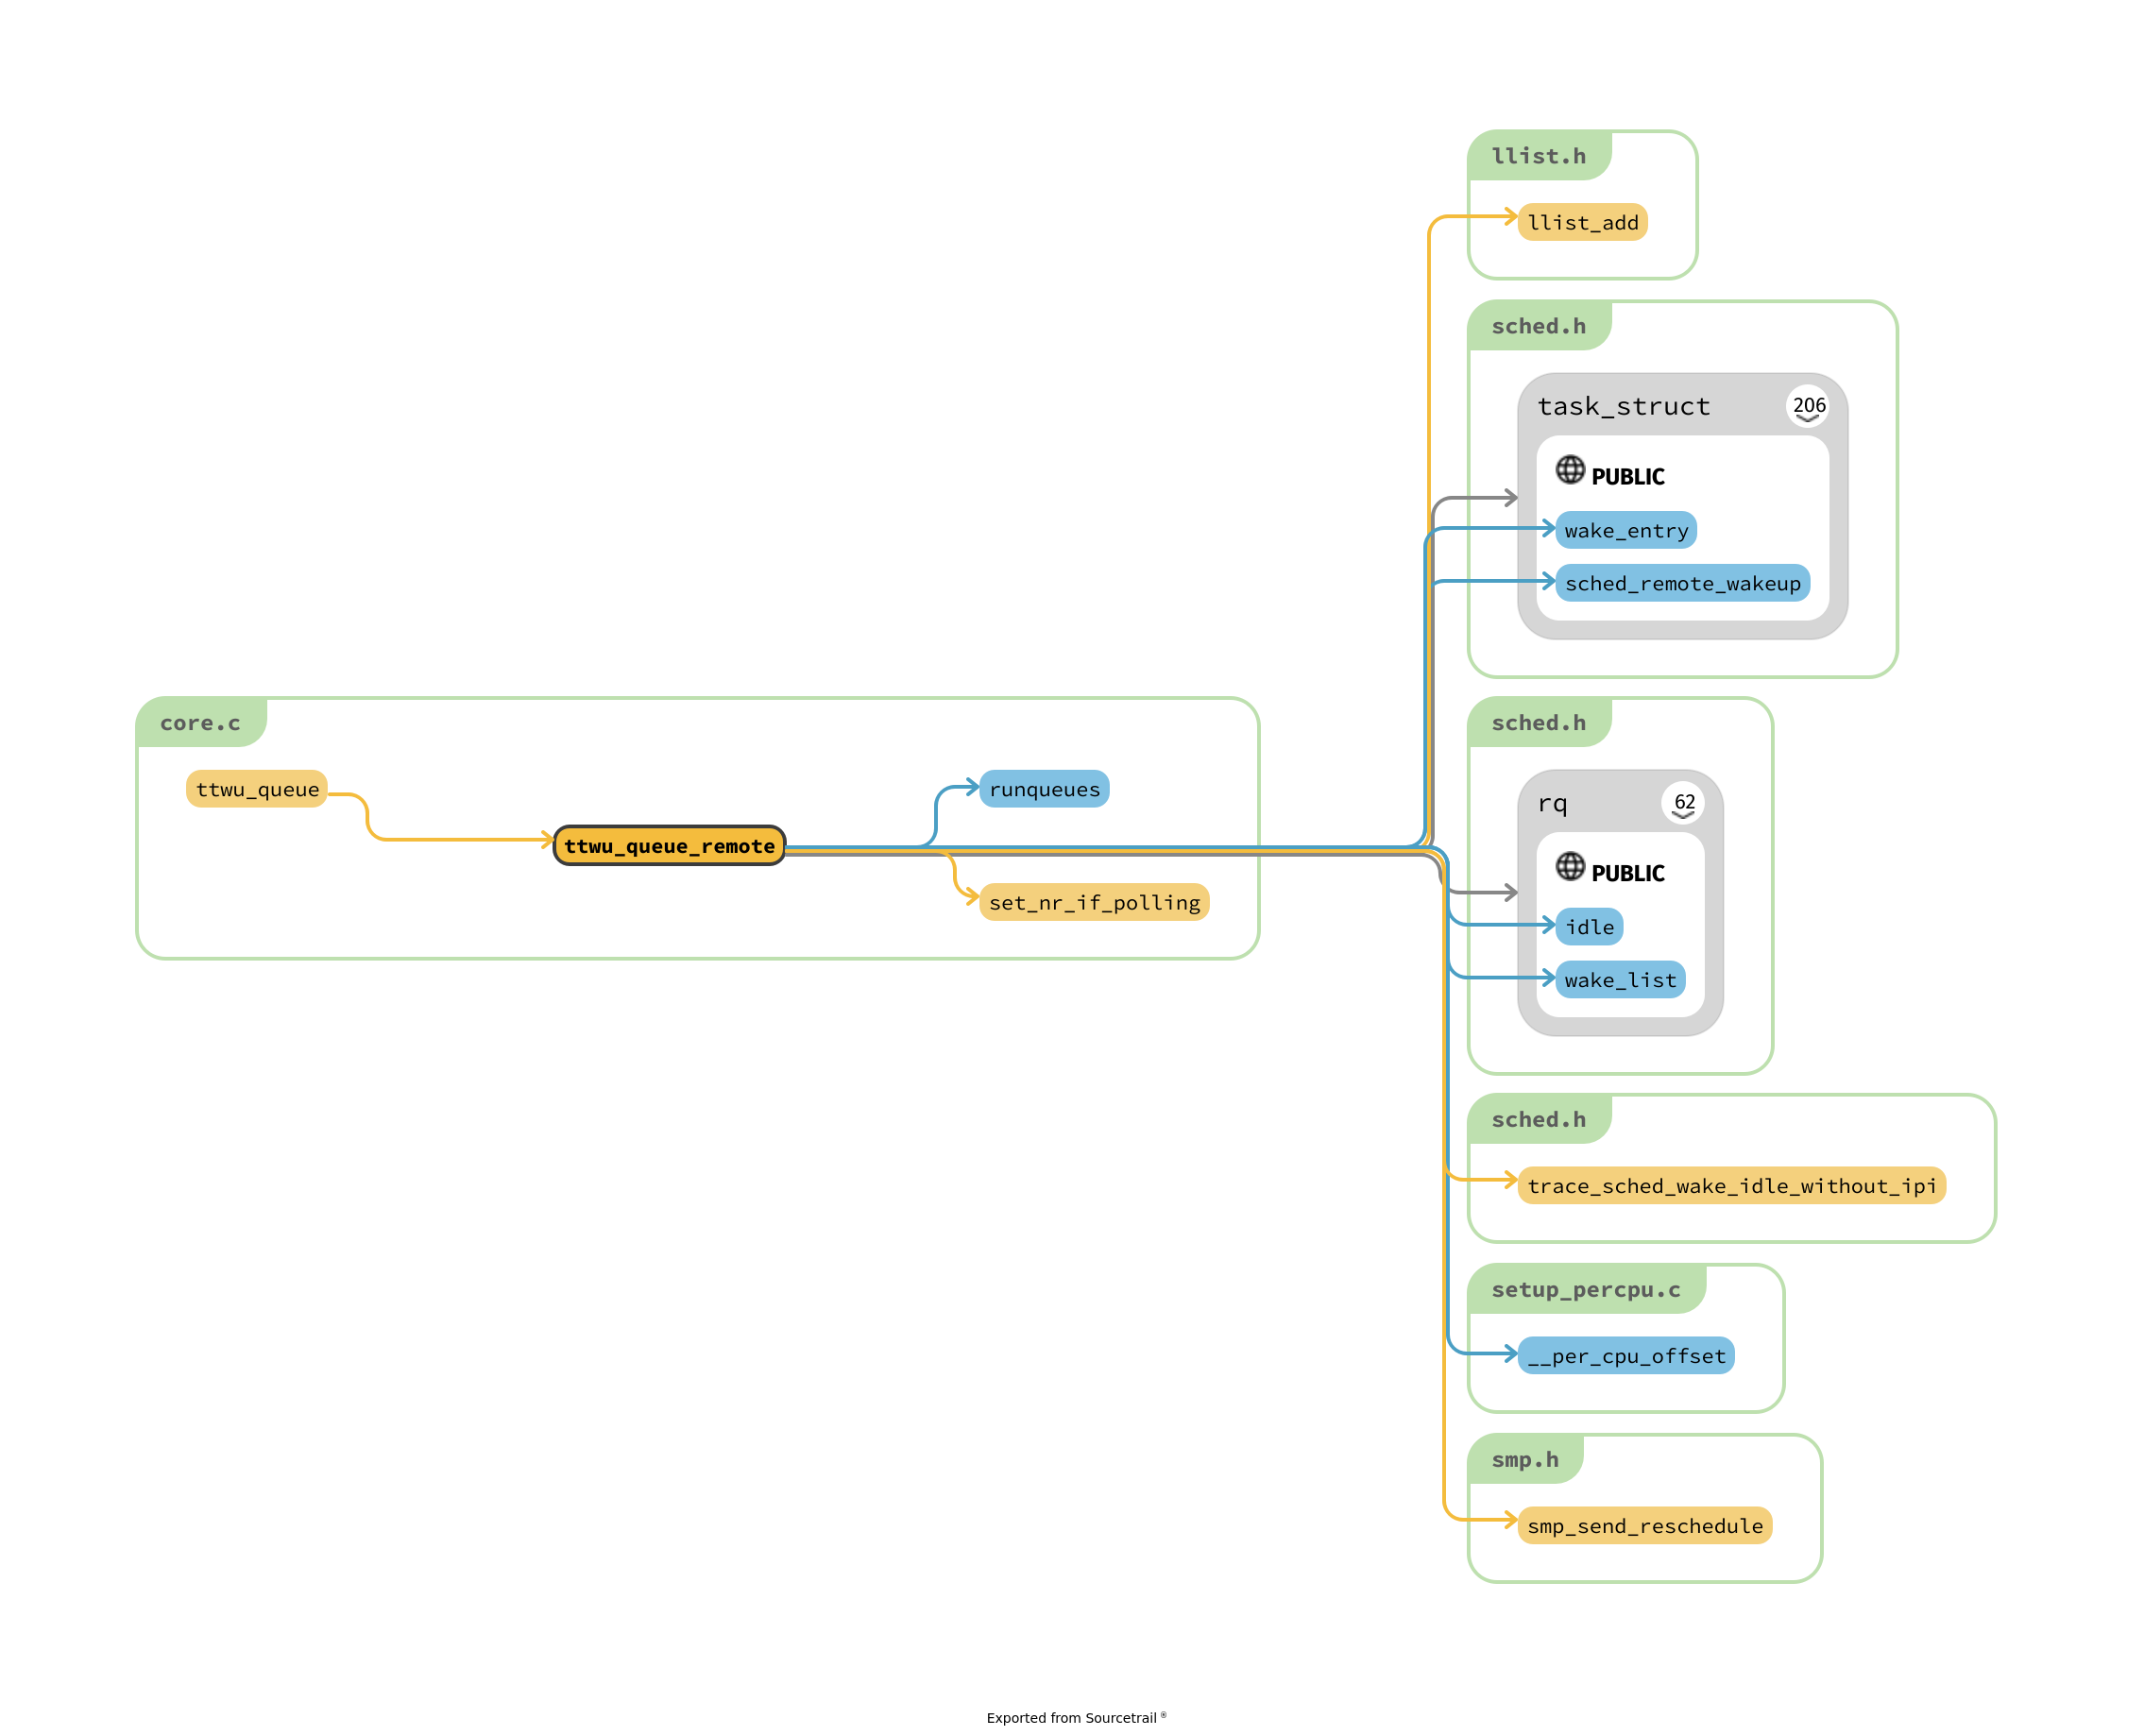 llist.h
llist_add
sched.h
task_struct
206
PUBLIC
wake_entry
sched_remote_wakeup
core.c
ttwu_queue
ttwu_queue_remote
runqueues
set_nr_if_polling
sched.h
rq
62
PUBLIC
idle
wake_list
sched.h
trace_sched_wake_idle_without_ipi
setup_percpu.c
__per_cpu_offset
smp.h
smp_send_reschedule
Exported from Sourcetrail ®